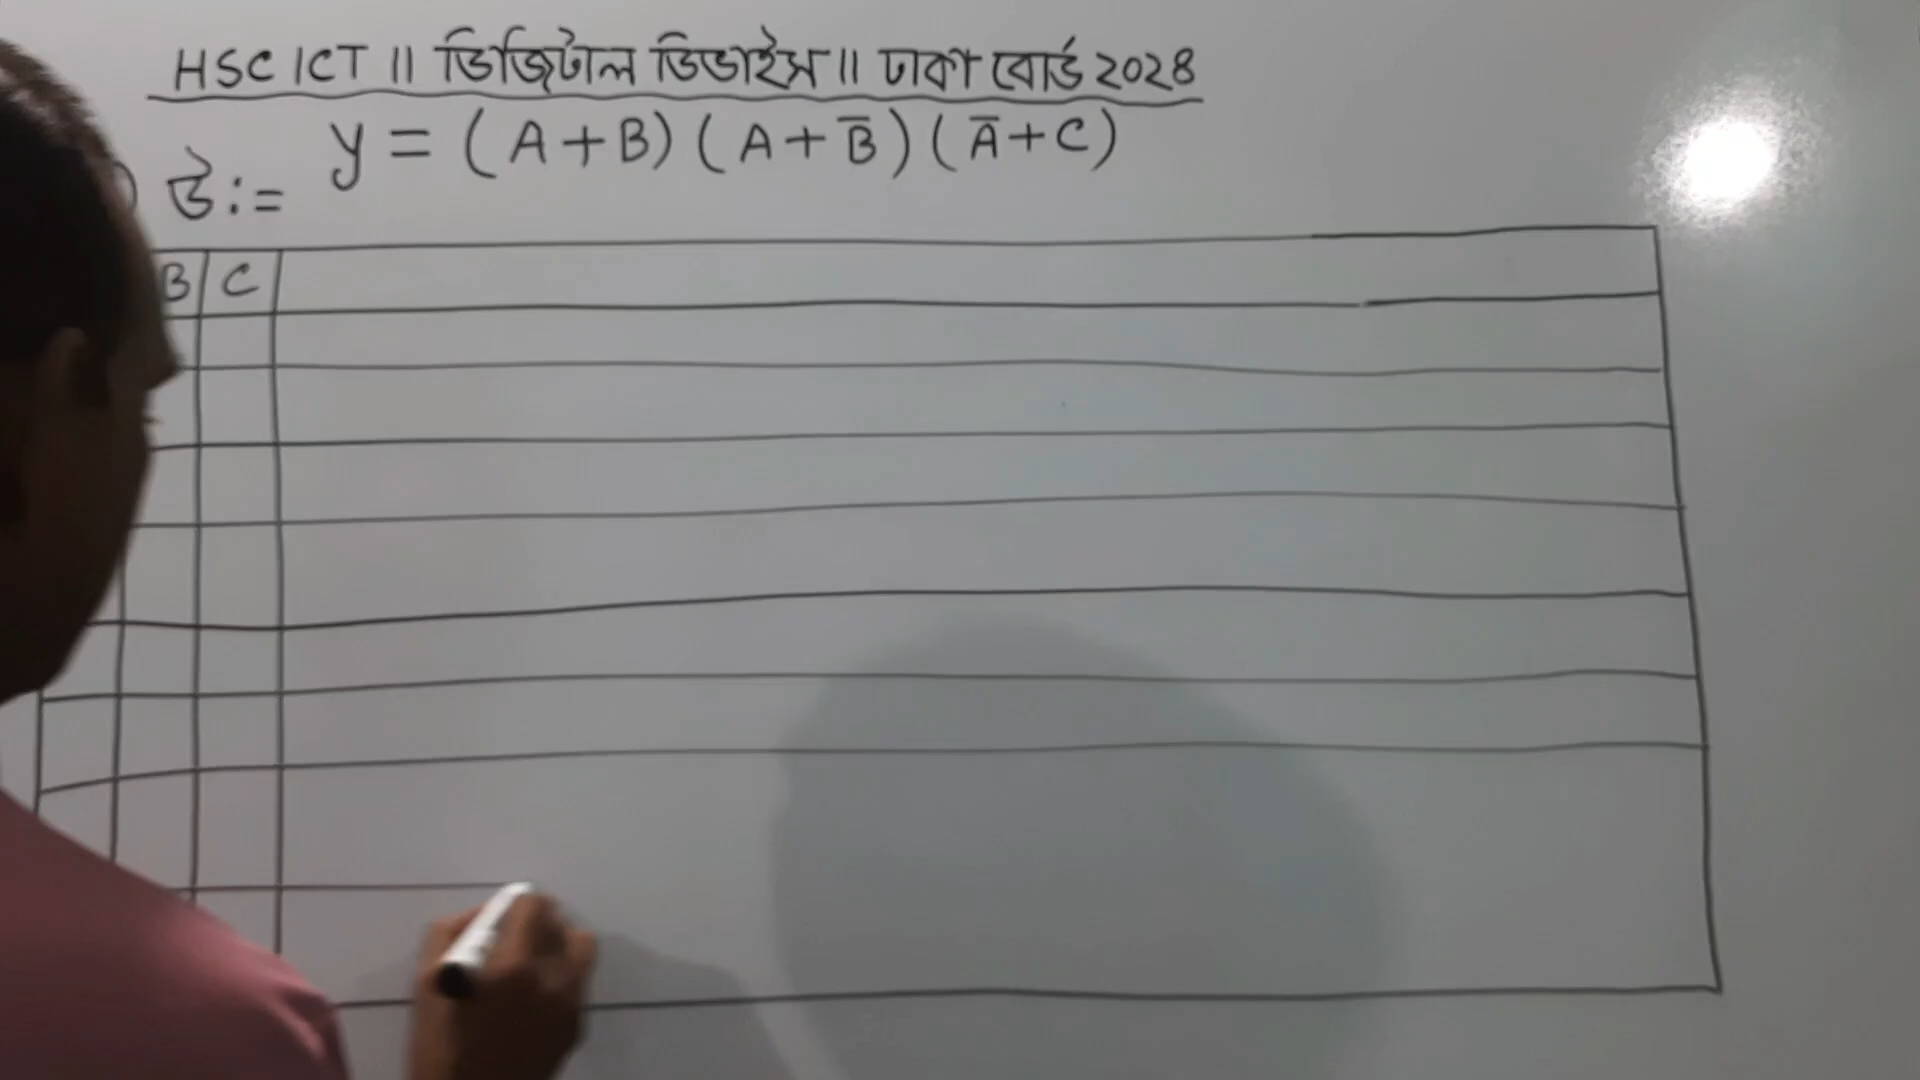 HSC ICT || ডিজিটাল ডিভাইস || ঢাকা বোর্ড ২০২৪
y = (A+B) (A+B̅) (A̅+C)
উ:=
B C